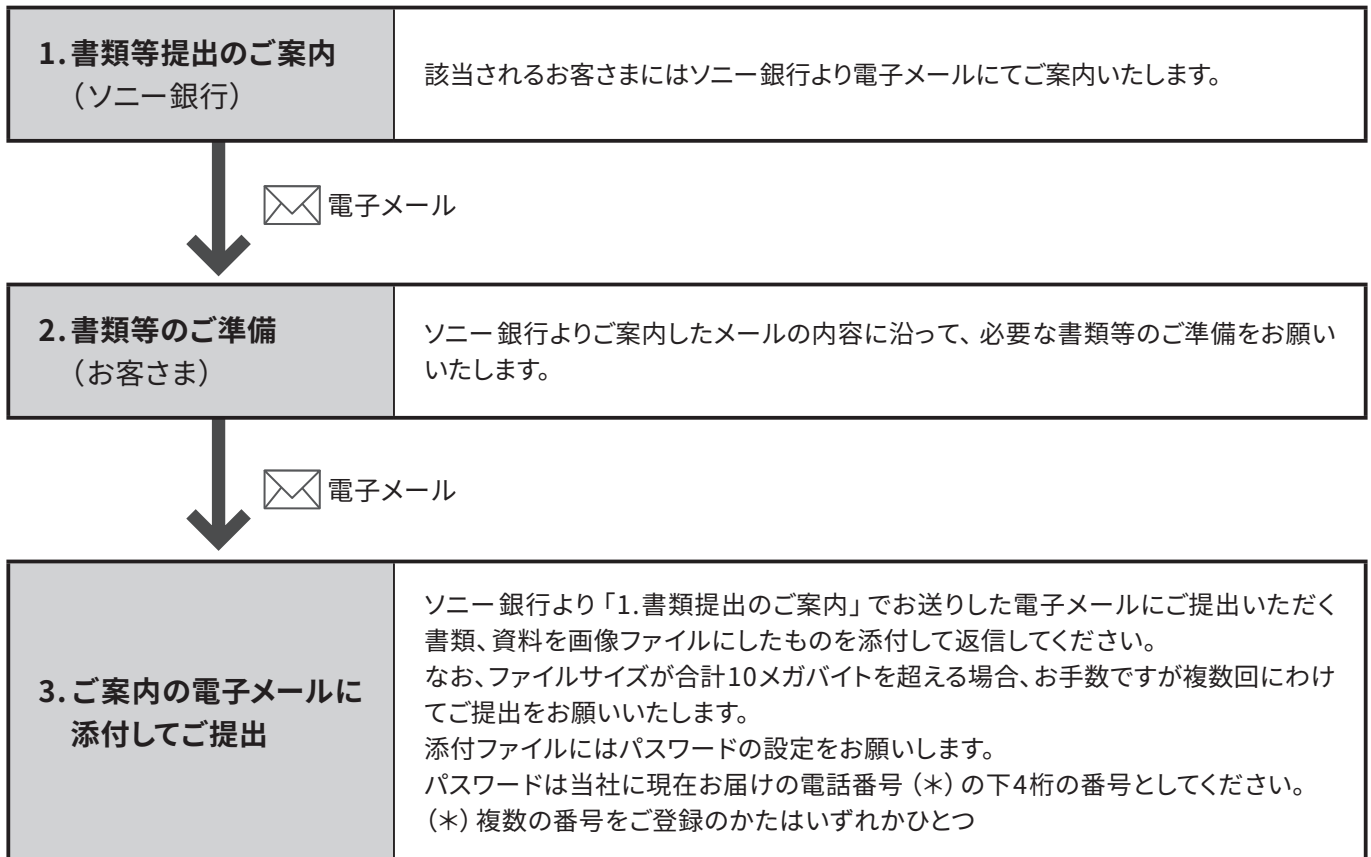 1.書類等提出のご案内
（ソニー銀行）
該当されるお客さまにはソニー銀行より電子メールにてご案内いたします。
電子メール
2.書類等のご準備
（お客さま）
ソニー銀行よりご案内したメールの内容に沿って、必要な書類等のご準備をお願い
いたします。
電子メール
3.ご案内の電子メールに
添付してご提出
ソニー銀行より「1.書類提出のご案内」でお送りした電子メールにご提出いただく
書類、資料を画像ファイルにしたものを添付して返信してください。
なお、ファイルサイズが合計10メガバイトを超える場合、お手数ですが複数回にわけ
てご提出をお願いいたします。
添付ファイルにはパスワードの設定をお願いします。
パスワードは当社に現在お届けの電話番号（＊）の下4桁の番号としてください。
（＊）複数の番号をご登録のかたはいずれかひとつ